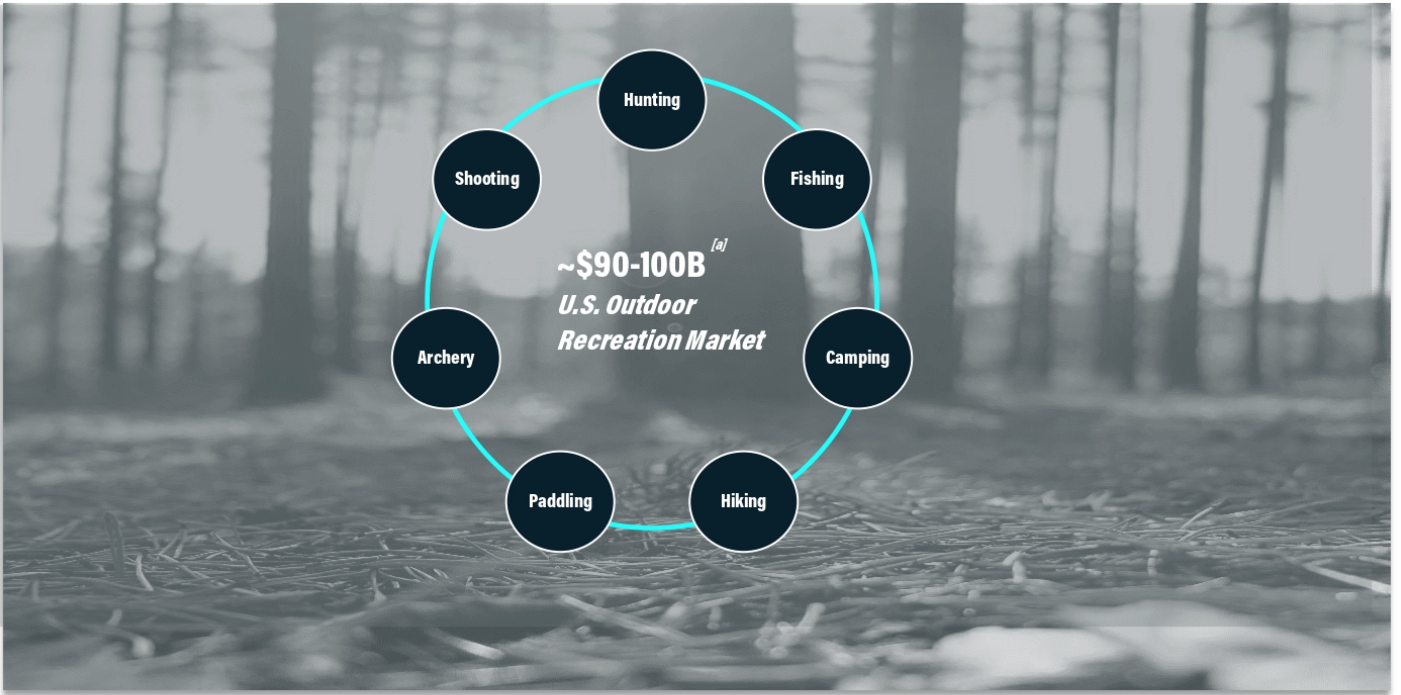 Hunting
Shooting
Fishing
~$90-100B [a]
U.S. Outdoor
Recreation Market
Archery
Camping
Paddling
Hiking